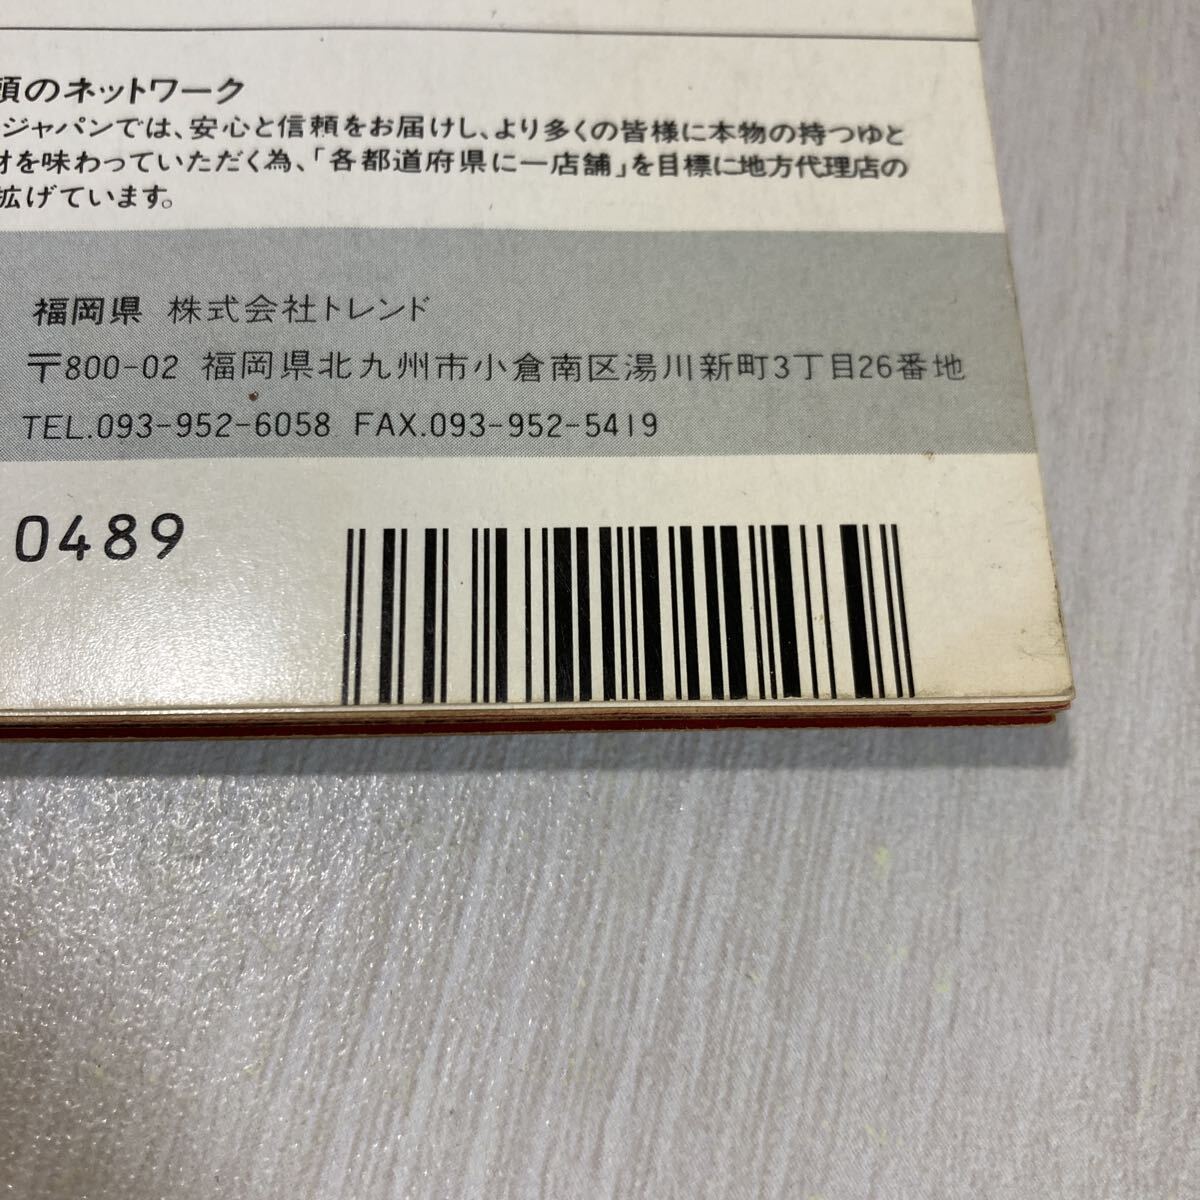 頼のネットワーク
ジャパンでは、安心と信頼をお届けし、より多くの皆様に本物の持つゆと
材を味わっていただく為、「各都道府県に一店舗」を目標に地方代理店の
拡げています。
福岡県 株式会社トレンド
〒800-02 福岡県北九州市小倉南区湯川新町3丁目26番地
TEL.093-952-6058 FAX.093-952-5419
0489